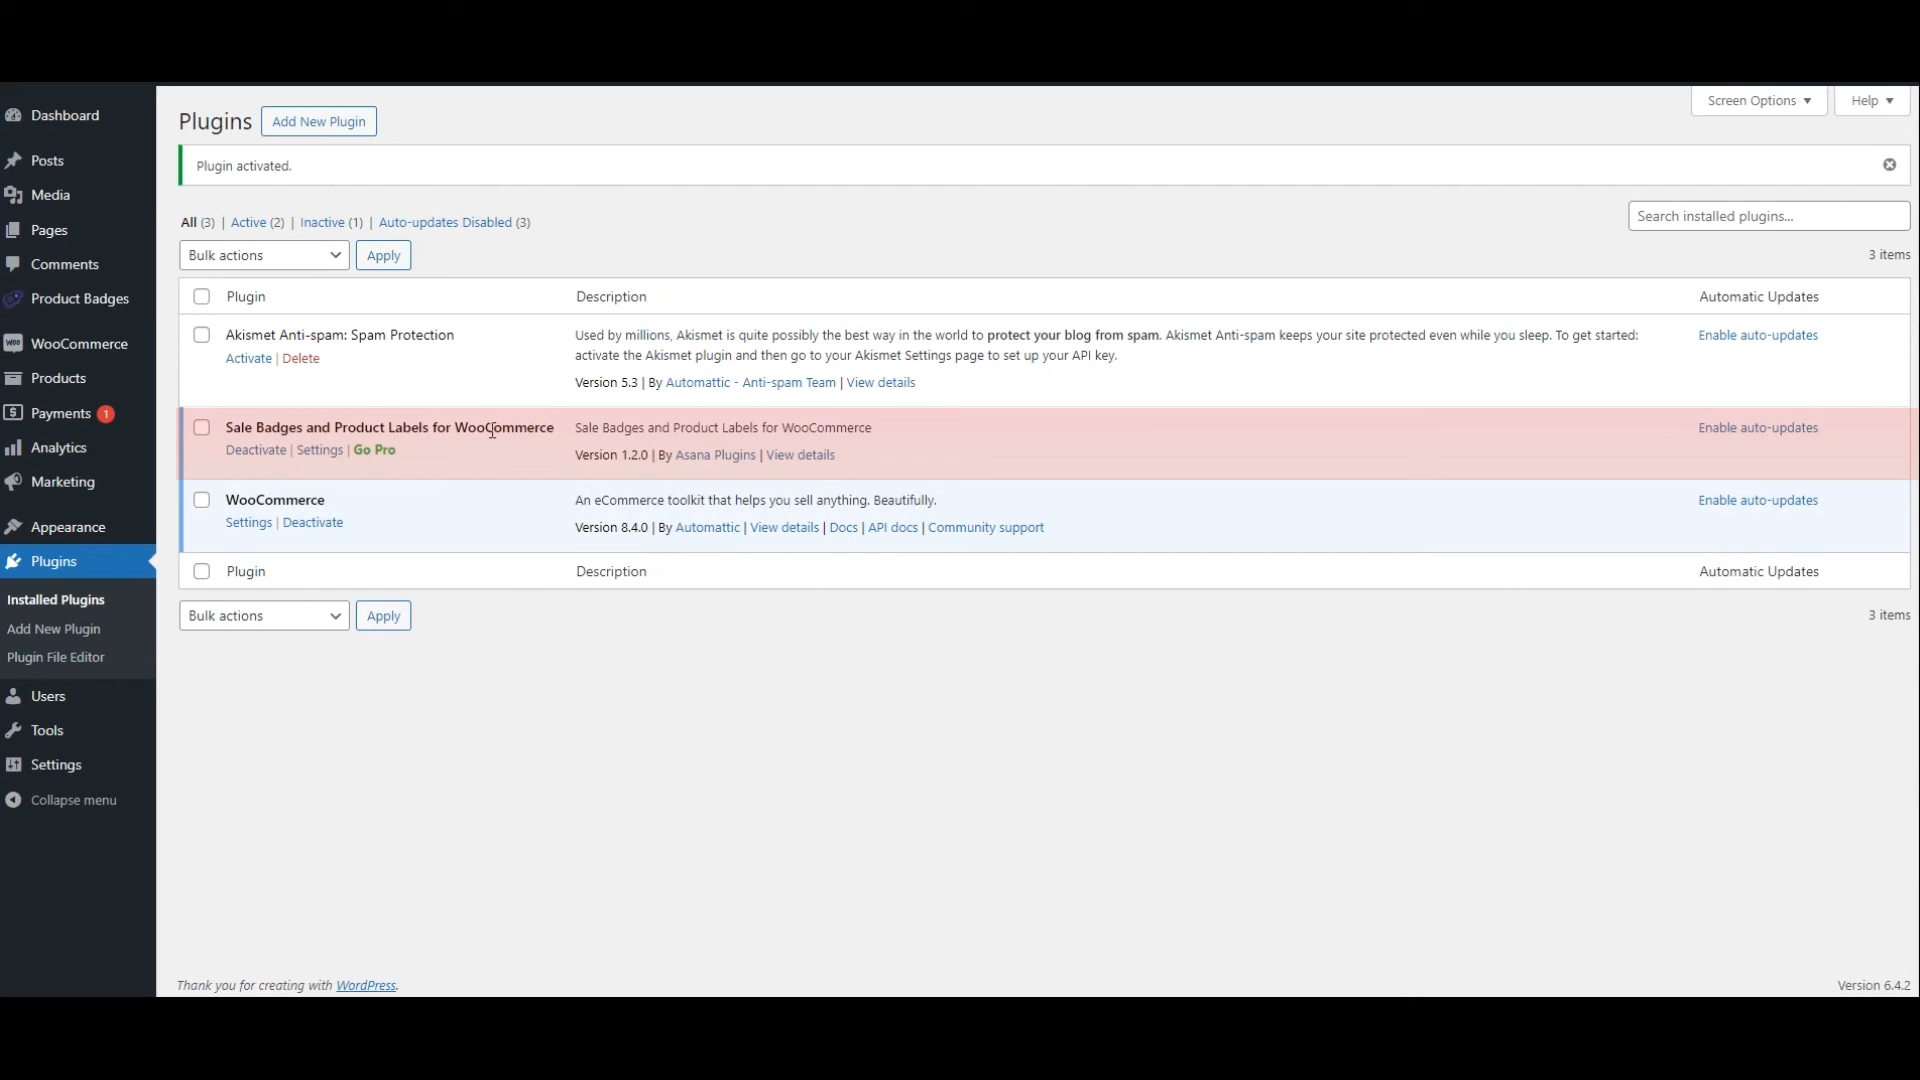 Screen Options ▼ Help ▼
Dashboard
Plugins Add New Plugin
Posts
Plugin activated.
Media
All (3) | Active (2) | Inactive (1) | Auto-updates Disabled (3)
Search installed plugins...
Pages
Bulk actions Apply
3 items
Comments
Product Badges
Plugin Description Automatic Updates
WooCommerce
Akismet Anti-spam: Spam Protection
Activate | Delete
Used by millions, Akismet is quite possibly the best way in the world to protect your blog from spam. Akismet Anti-spam keeps your site protected even while you sleep. To get started:
activate the Akismet plugin and then go to your Akismet Settings page to set up your API key.
Version 5.3 | By Automattic - Anti-spam Team | View details
Enable auto-updates
Products
Payments 1
Sale Badges and Product Labels for WooCommerce
Deactivate | Settings | Go Pro
Sale Badges and Product Labels for WooCommerce
Version 1.2.0 | By Asana Plugins | View details
Enable auto-updates
Analytics
Marketing
WooCommerce
Settings | Deactivate
An eCommerce toolkit that helps you sell anything. Beautifully.
Version 8.4.0 | By Automattic | View details | Docs | API docs | Community support
Enable auto-updates
Appearance
Plugins
Plugin Description Automatic Updates
Installed Plugins
Bulk actions Apply
3 items
Add New Plugin
Plugin File Editor
Users
Tools
Settings
Collapse menu
Thank you for creating with WordPress.
Version 6.4.2